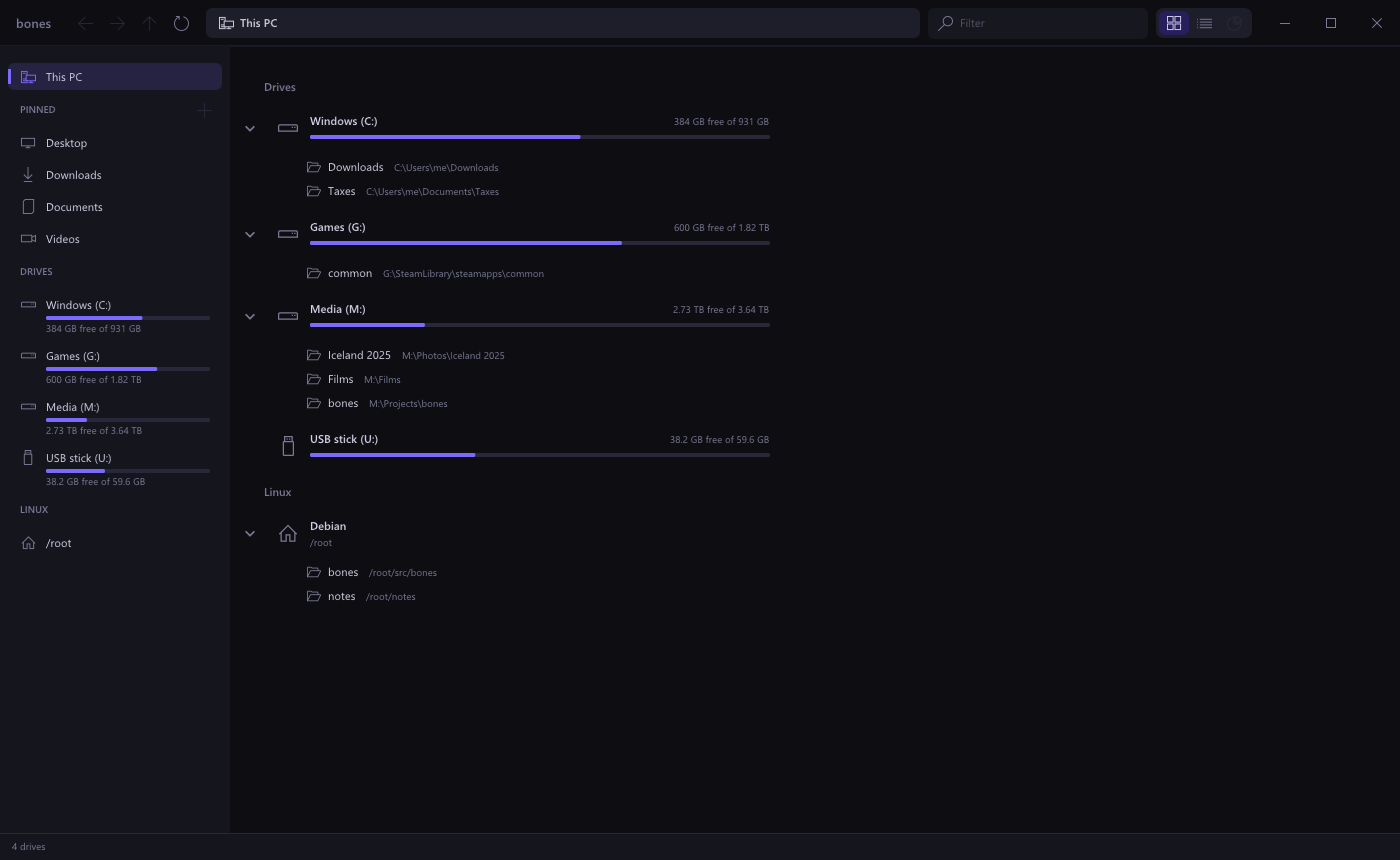 bones
This PC
Filter
This PC
PINNED
Desktop
Downloads
Documents
Videos
DRIVES
Windows (C:)
384 GB free of 931 GB
Games (G:)
600 GB free of 1.82 TB
Media (M:)
2.73 TB free of 3.64 TB
USB stick (U:)
38.2 GB free of 59.6 GB
LINUX
/root
Drives
Windows (C:) 384 GB free of 931 GB
Downloads C:\Users\me\Downloads
Taxes C:\Users\me\Documents\Taxes
Games (G:) 600 GB free of 1.82 TB
common G:\SteamLibrary\steamapps\common
Media (M:) 2.73 TB free of 3.64 TB
Iceland 2025 M:\Photos\Iceland 2025
Films M:\Films
bones M:\Projects\bones
USB stick (U:) 38.2 GB free of 59.6 GB
Linux
Debian
/root
bones /root/src/bones
notes /root/notes
4 drives